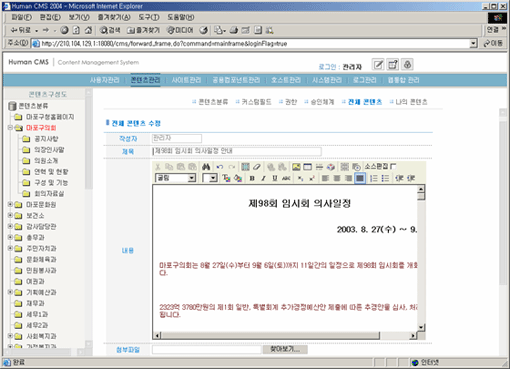 Human CMS 2004 - Microsoft Internet Explorer
파일(F) 편집(E) 보기(V) 즐겨찾기(A) 도구(T) 도움말(H)
뒤로 검색 즐겨찾기
주소(D) http://210.104.129.1:18080/cms/forward_frame.do?command=mainframe&loginFlag=true 이동
Human CMS Content Management System
로그인 : 관리자
사용자관리 콘텐츠관리 사이트관리 공용컴포넌트관리 호스트관리 시스템관리 로그관리 웹통합 관리
콘텐츠구성도
콘텐츠분류 커스텀필드 권한 승인체계 전체 콘텐츠 나의 콘텐츠
콘텐츠분류
마포구청홈페이지
마포구의회
공지사항
의장인사말
의원소개
연혁 및 현황
구성 및 기능
회의자료실
마포문화원
보건소
감사담당관
총무과
주민자치과
문화체육과
민원봉사과
여권과
기획예산과
재무과
세무1과
세무2과
사회복지과
가정복지과
전체 콘텐츠 수정
작성자 관리자
제목 제98회 임시회 의사일정 안내
소스편집
굴림
내용
제98회 임시회 의사일정
2003. 8. 27(수) ~ 9.
마포구의회는 8월 27일(수)부터 9월 6일(토)까지 11일간의 일정으로 제98회 임시회를 개회
다.
2323억 3780만원의 제1회 일반, 특별회계 추가경정예산안 제출에 따른 추경안을 심사, 처리
됩니다.
첨부파일 찾아보기...
완료 인터넷